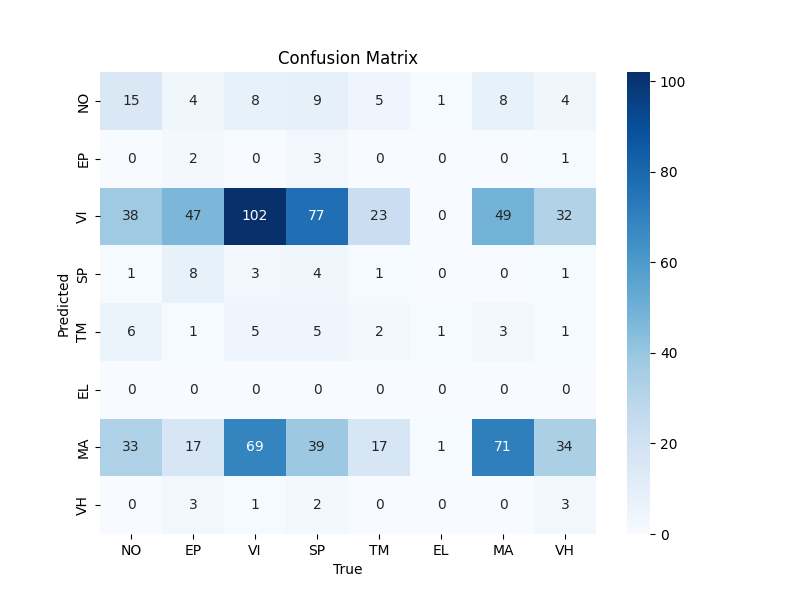 Confusion Matrix
NO 15 4 8 9 5 1 8 4
EP 0 2 0 3 0 0 0 1
VI 38 47 102 77 23 0 49 32
SP 1 8 3 4 1 0 0 1
TM 6 1 5 5 2 1 3 1
EL 0 0 0 0 0 0 0 0
MA 33 17 69 39 17 1 71 34
VH 0 3 1 2 0 0 0 3
NO EP VI SP TM EL MA VH
True
Predicted
100
80
60
40
20
0